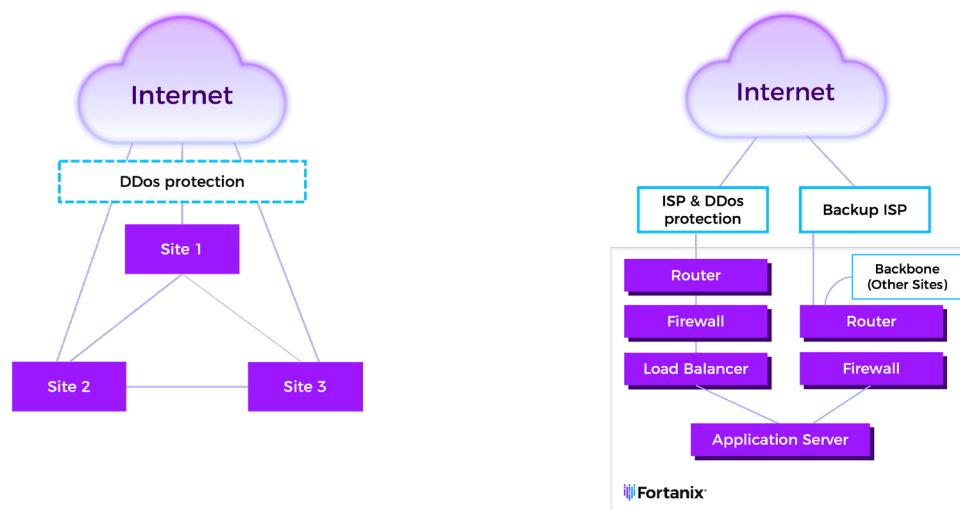 Internet
DDos protection
Site 1
Site 2
Site 3
Internet
ISP & DDos
protection
Backup ISP
Router
Backbone
(Other Sites)
Firewall
Router
Load Balancer
Firewall
Application Server
Fortanix